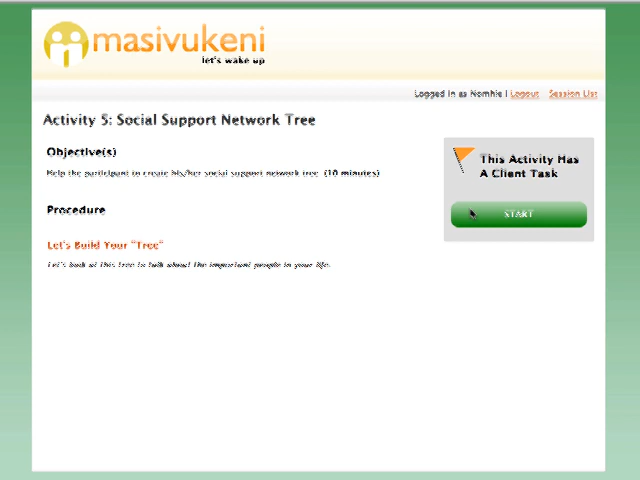 masivukeni
let's wake up
Logged in as Nomhle | Logout Session List
Activity 5: Social Support Network Tree
Objective(s)
Help the participant to create his/her social support network tree. (10 minutes)
This Activity Has
A Client Task
START
Procedure
Let's Build Your "Tree"
Let's look at this tree to talk about the important people in your life.